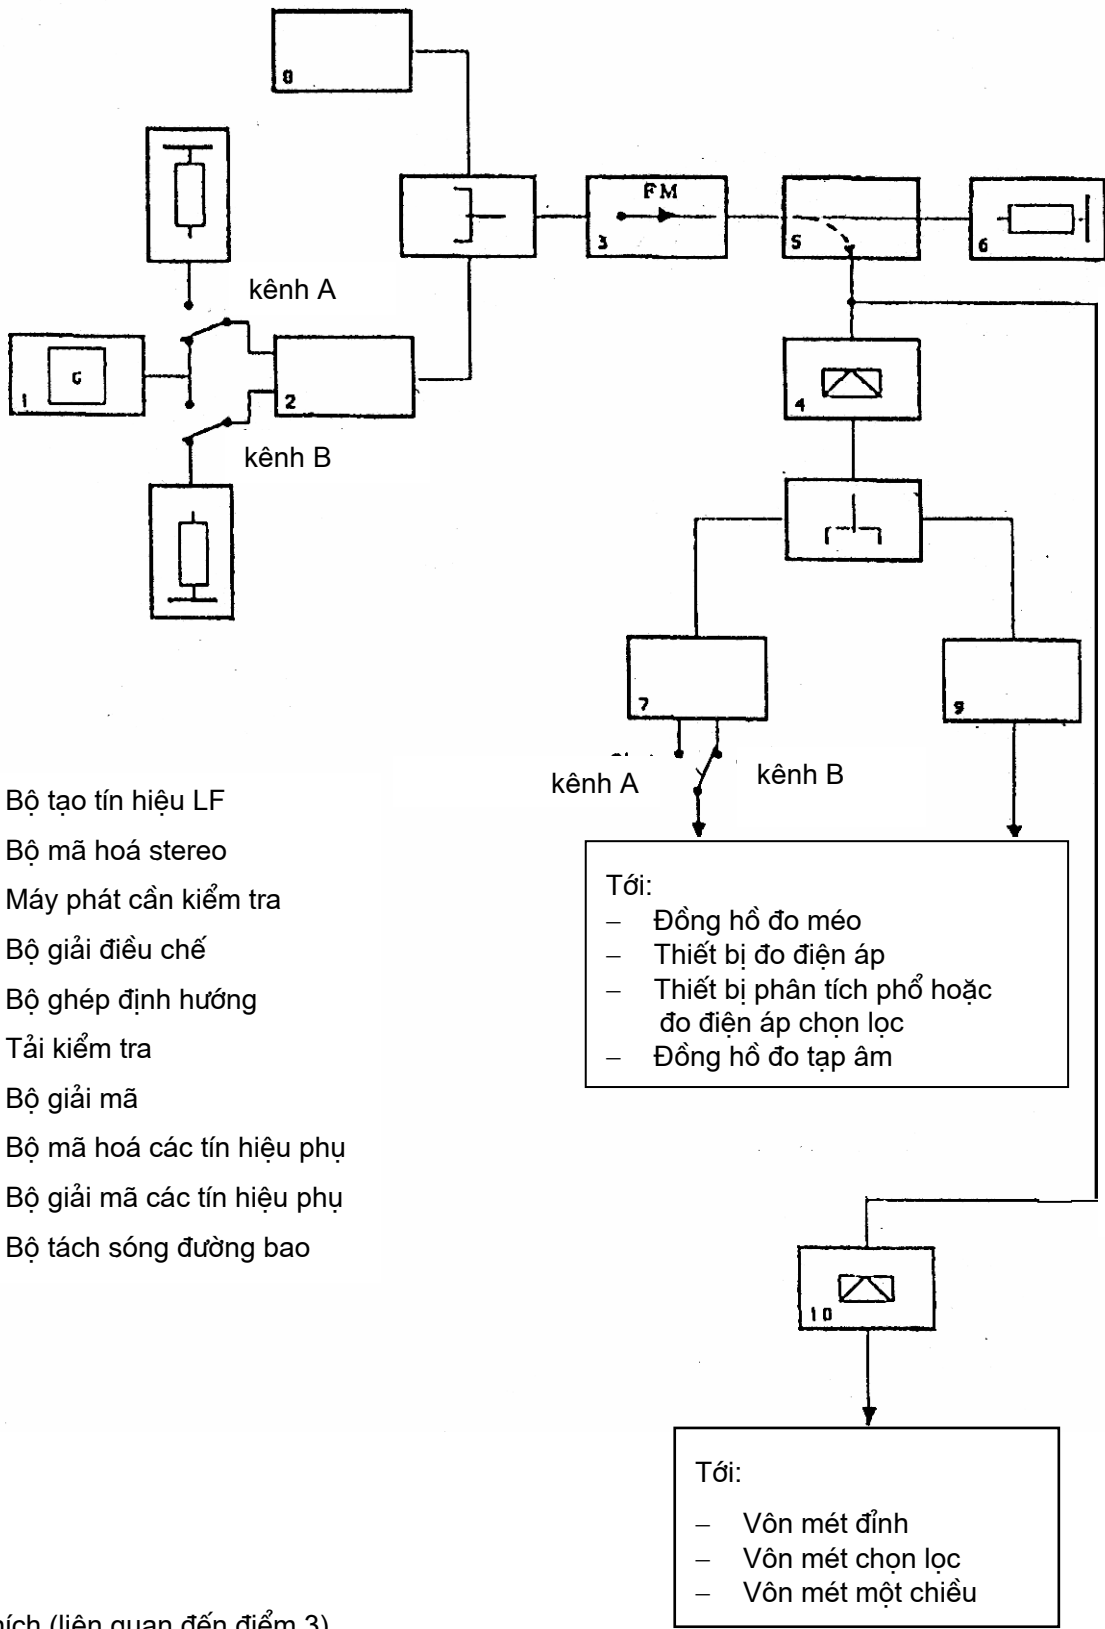 8
FM
3
5
6
kênh A
G
1
2
4
kênh B
7
9
kênh A
kênh B
Bộ tạo tín hiệu LF
Bộ mã hoá stereo
Máy phát cần kiểm tra
Bộ giải điều chế
Bộ ghép định hướng
Tải kiểm tra
Bộ giải mã
Bộ mã hoá các tín hiệu phụ
Bộ giải mã các tín hiệu phụ
Bộ tách sóng đường bao
Tới:
– Đồng hồ đo méo
– Thiết bị đo điện áp
– Thiết bị phân tích phổ hoặc
đo điện áp chọn lọc
– Đồng hồ đo tạp âm
10
Tới:
– Vôn mét đỉnh
– Vôn mét chọn lọc
– Vôn mét một chiều
hích (liên quan đến điểm 3)